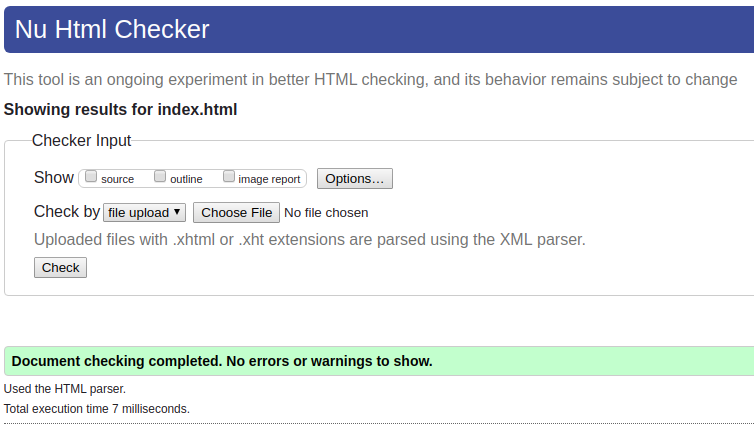 Nu Html Checker
This tool is an ongoing experiment in better HTML checking, and its behavior remains subject to change
Showing results for index.html
Checker Input
Show source outline image report Options...
Check by file upload Choose File No file chosen
Uploaded files with .xhtml or .xht extensions are parsed using the XML parser.
Check
Document checking completed. No errors or warnings to show.
Used the HTML parser.
Total execution time 7 milliseconds.